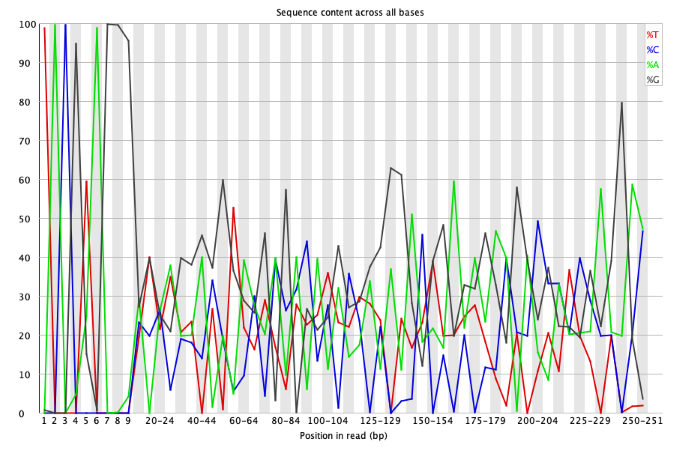 Sequence content across all bases
100
90
80
70
60
50
40
30
20
10
0
%T
%C
%A
%G
1 2 3 4 5 6 7 8 9 20-24 40-44 60-64 80-84 100-104 125-129 150-154 175-179 200-204 225-229 250-251
Position in read (bp)